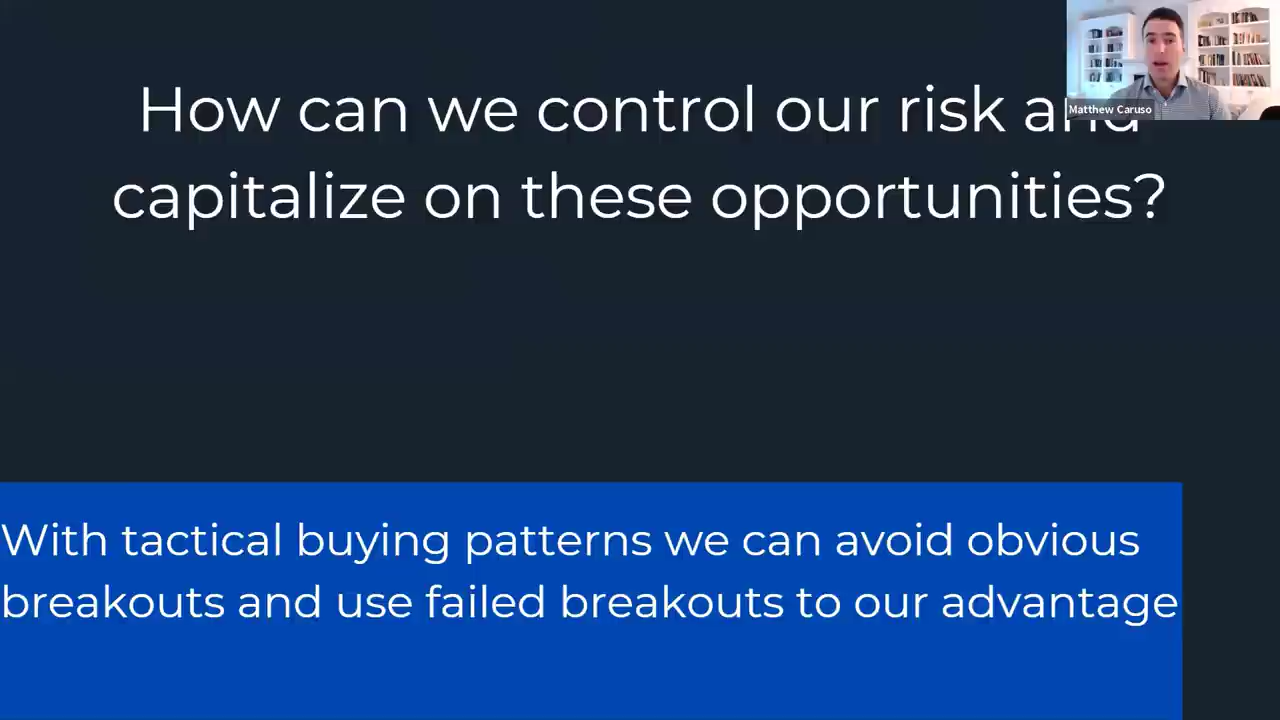 How can we control our risk and
capitalize on these opportunities?
Matthew Caruso
With tactical buying patterns we can avoid obvious
breakouts and use failed breakouts to our advantage